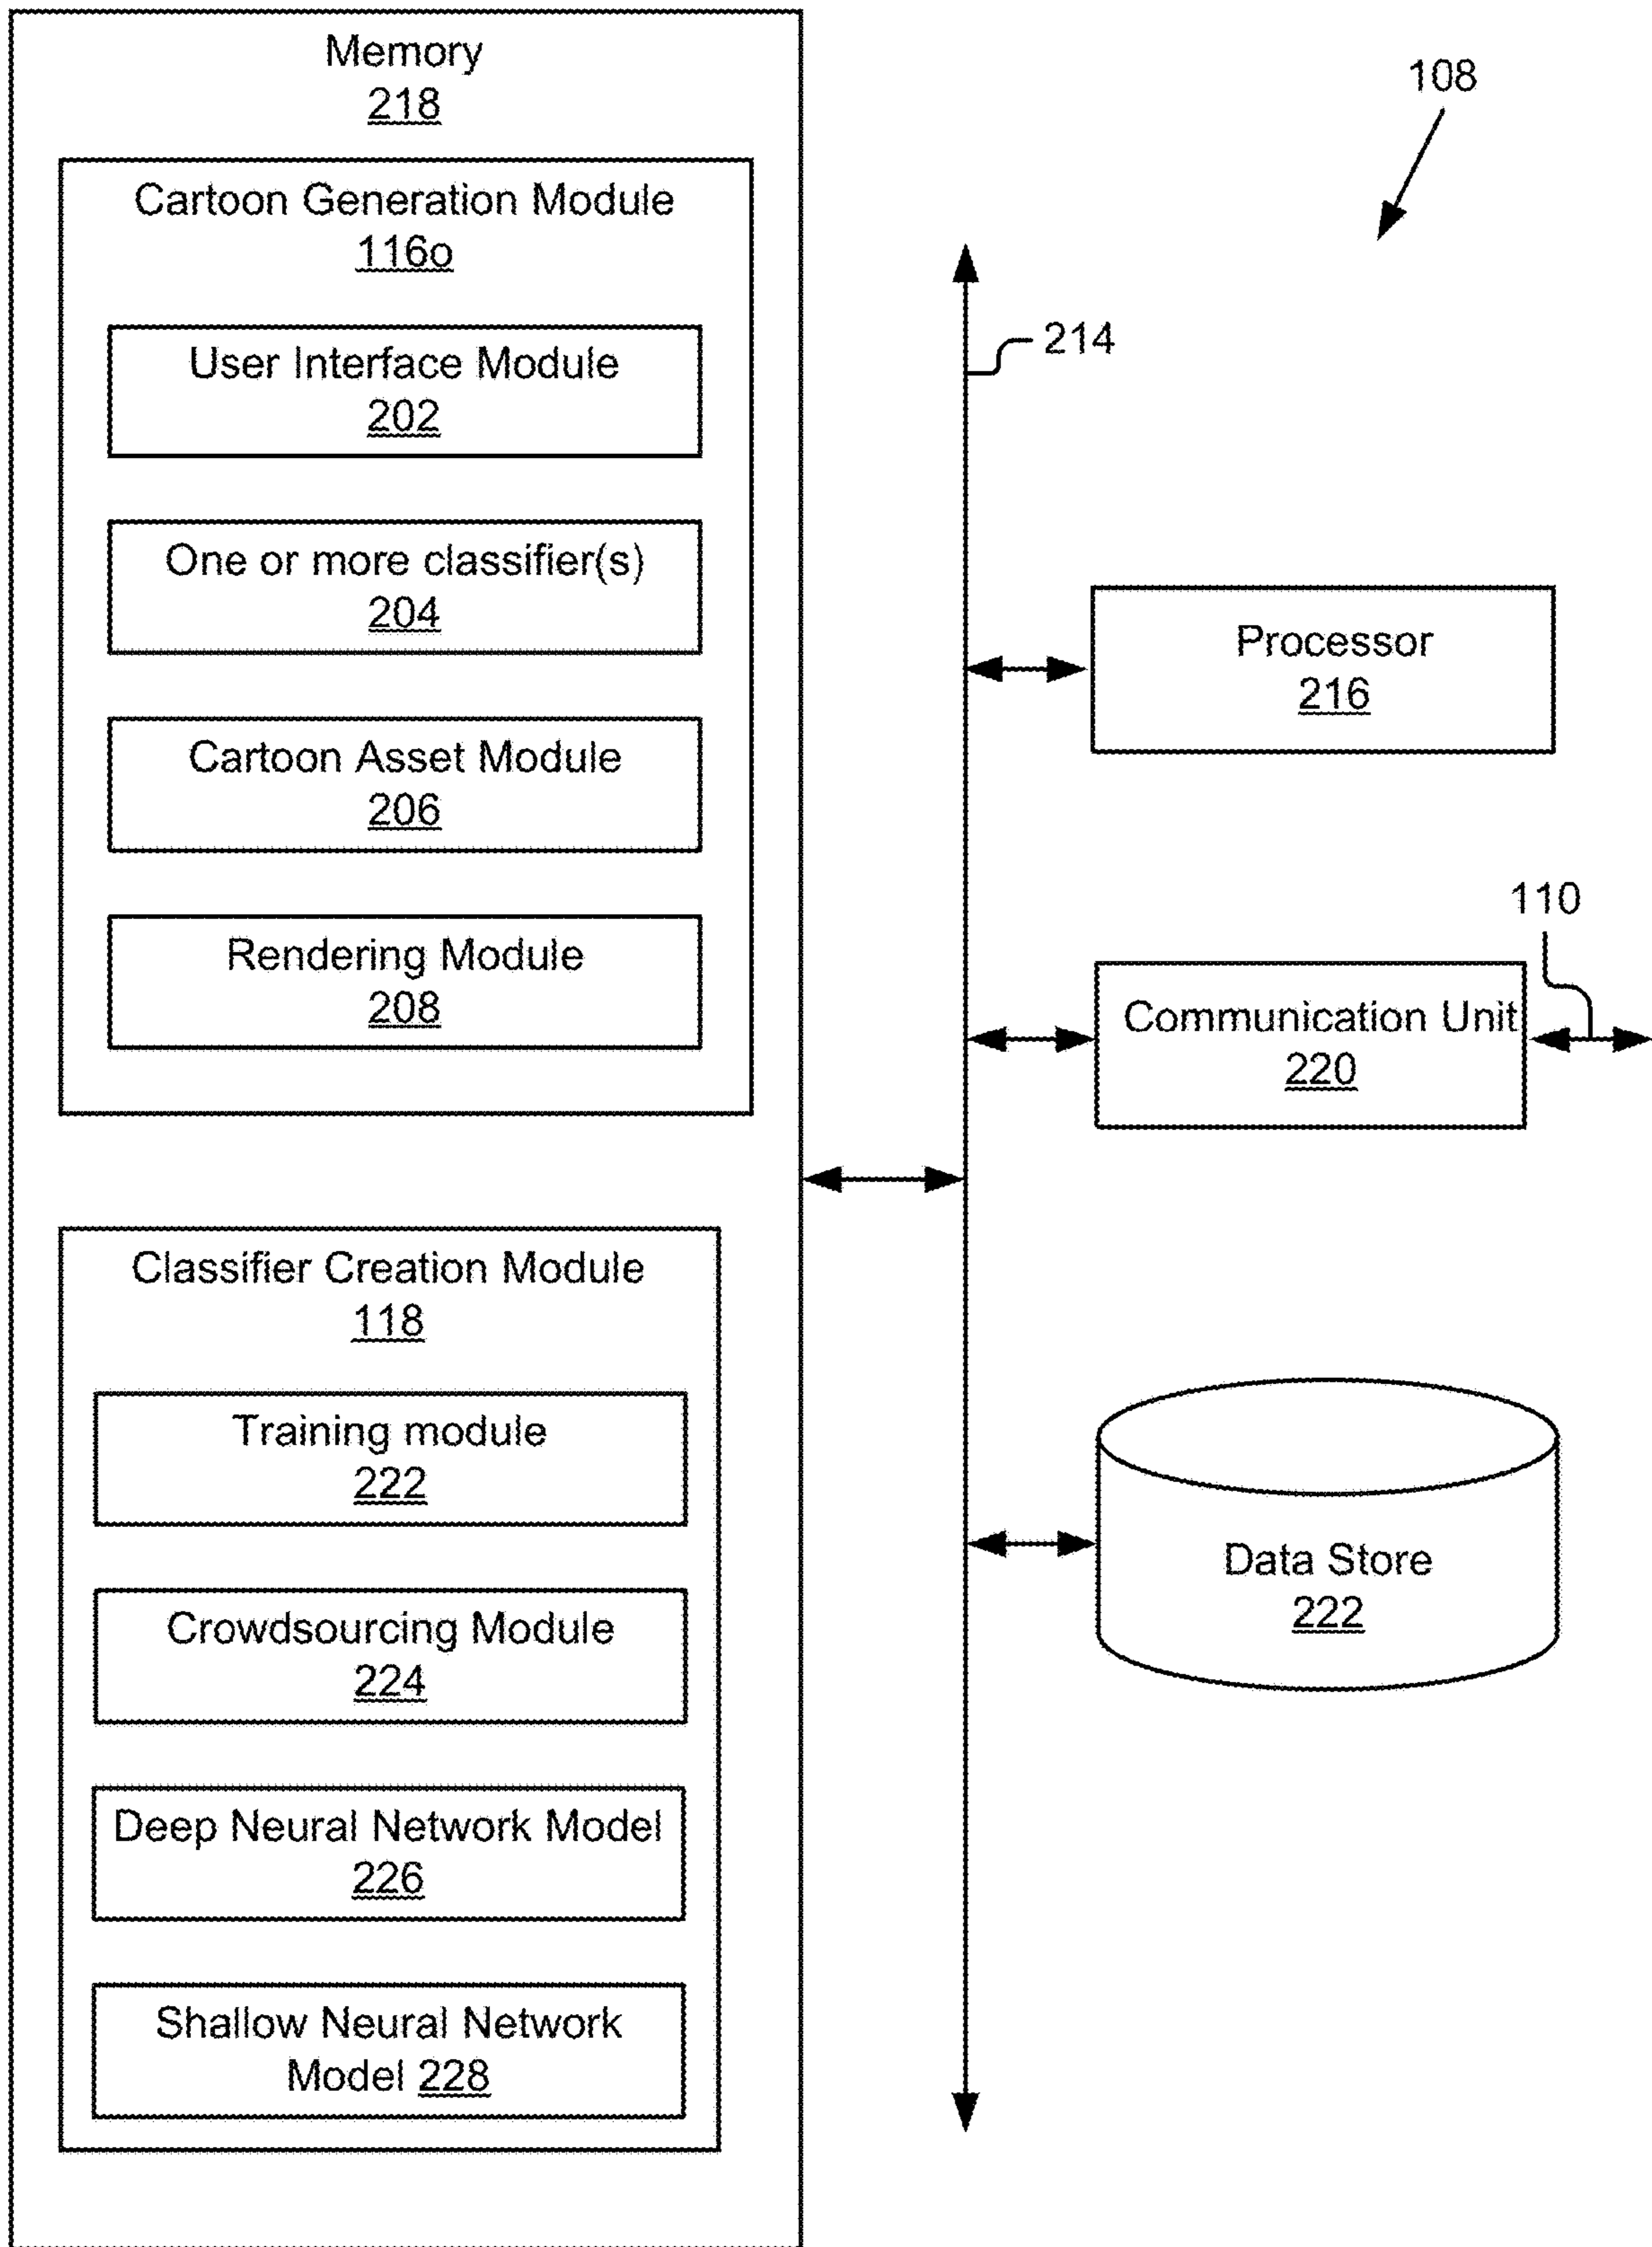 Memory
218
Cartoon Generation Module
116o
User Interface Module
202
One or more classifier(s)
204
Cartoon Asset Module
206
Rendering Module
208
Classifier Creation Module
118
Training module
222
Crowdsourcing Module
224
Deep Neural Network Model
226
Shallow Neural Network
Model 228
108
214
Processor
216
110
Communication Unit
220
Data Store
222